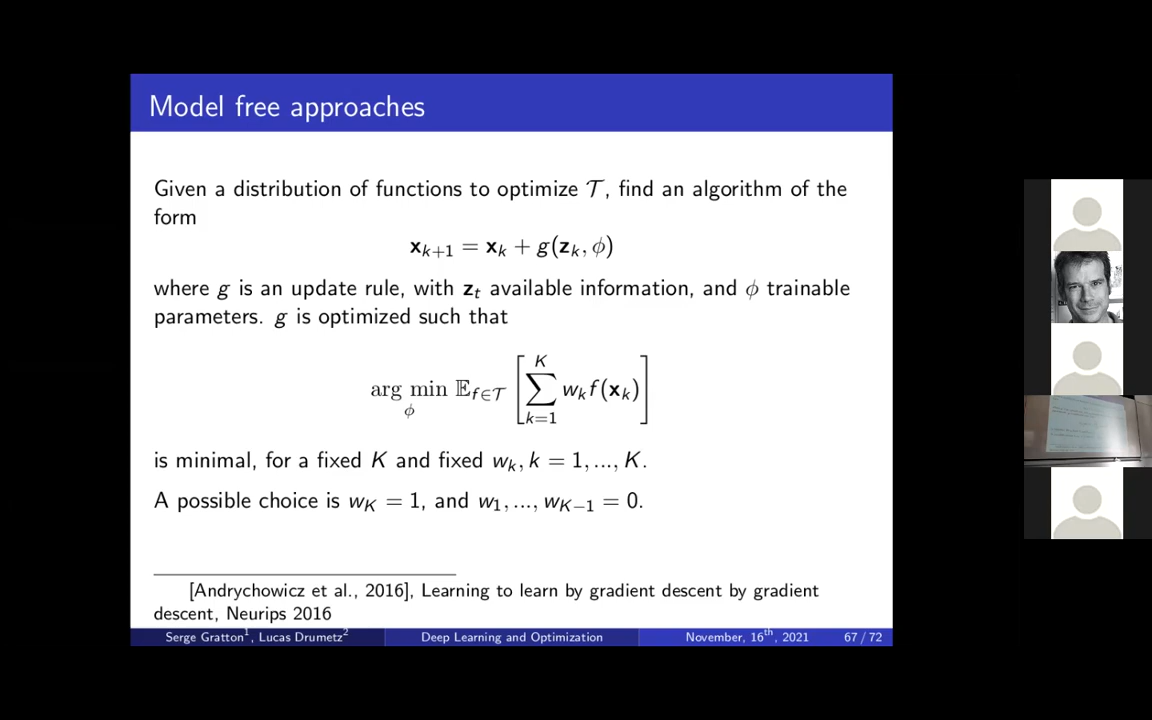 Model free approaches
Given a distribution of functions to optimize 𝒯, find an algorithm of the
form
x_{k+1} = x_k + g(z_k, ϕ)
where g is an update rule, with z_t available information, and ϕ trainable
parameters. g is optimized such that
arg min_ϕ 𝔼_{f∈𝒯} [ ∑_{k=1}^{K} w_k f(x_k) ]
is minimal, for a fixed K and fixed w_k, k = 1, ..., K.
A possible choice is w_K = 1, and w_1, ..., w_{K−1} = 0.
[Andrychowicz et al., 2016], Learning to learn by gradient descent by gradient
descent, Neurips 2016
Serge Gratton¹, Lucas Drumetz² Deep Learning and Optimization November, 16th, 2021 67 / 72